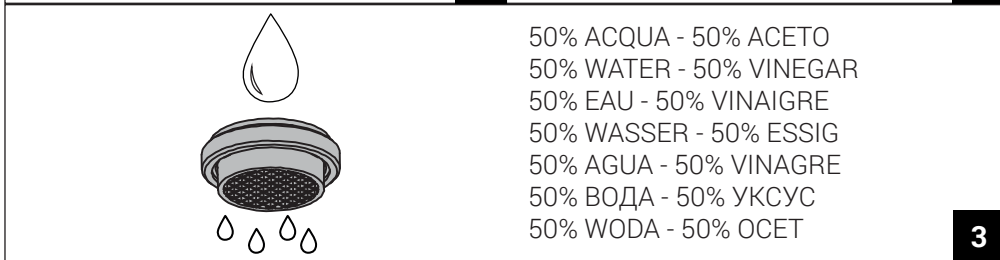 50% ACQUA - 50% ACETO
50% WATER - 50% VINEGAR
50% EAU - 50% VINAIGRE
50% WASSER - 50% ESSIG
50% AGUA - 50% VINAGRE
50% ВОДА - 50% УКСУС
50% WODA - 50% OCET
3